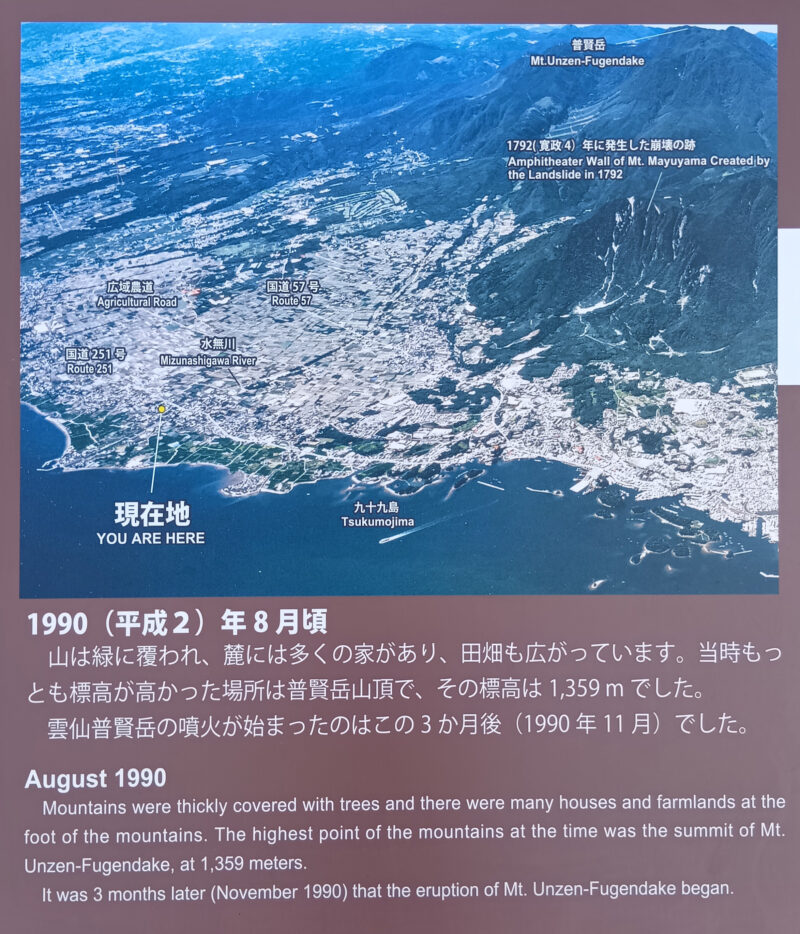 普賢岳
Mt.Unzen-Fugendake
1792(寛政4）年に発生した崩壊の跡
Amphitheater Wall of Mt. Mayuyama Created by
the Landslide in 1792
広域農道
Agricultural Road
国道57号
Route 57
国道251号
Route 251
水無川
Mizunashigawa River
現在地
YOU ARE HERE
九十九島
Tsukumojima
1990（平成２）年8月頃
山は緑に覆われ、麓には多くの家があり、田畑も広がっています。当時もっ
とも標高が高かった場所は普賢岳山頂で、その標高は1,359 mでした。
雲仙普賢岳の噴火が始まったのはこの3か月後（1990年11月）でした。
August 1990
Mountains were thickly covered with trees and there were many houses and farmlands at the
foot of the mountains. The highest point of the mountains at the time was the summit of Mt.
Unzen-Fugendake, at 1,359 meters.
It was 3 months later (November 1990) that the eruption of Mt. Unzen-Fugendake began.